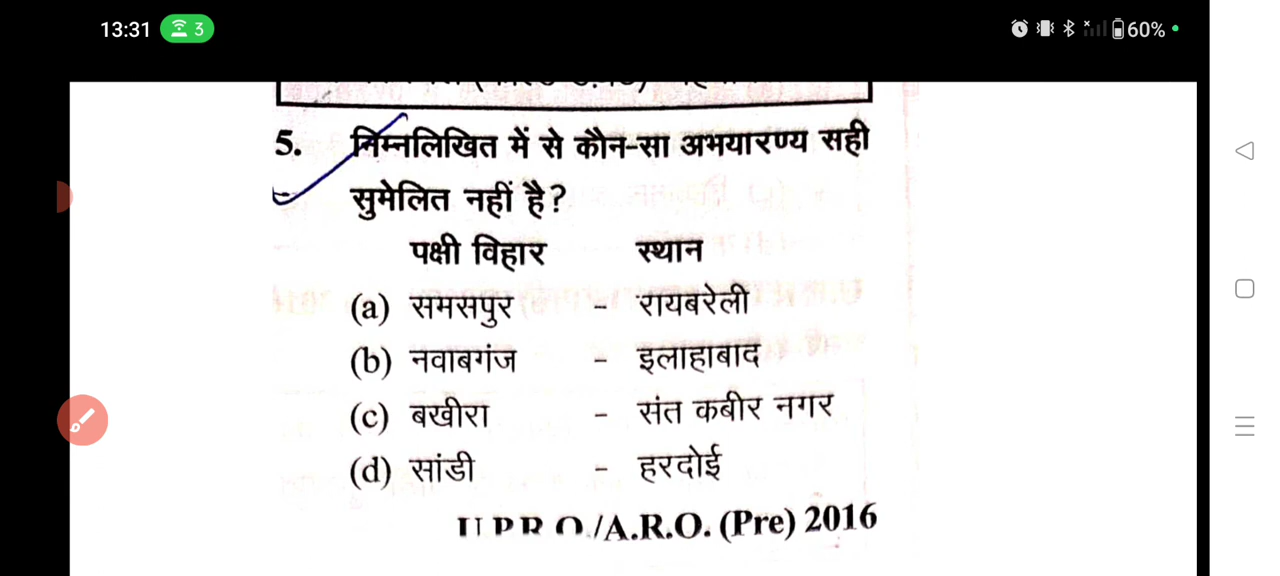 13:31 3 60%
5. निम्नलिखित में से कौन-सा अभयारण्य सही
सुमेलित नहीं है?
पक्षी विहार स्थान
(a) समसपुर - रायबरेली
(b) नवाबगंज - इलाहाबाद
(c) बखीरा - संत कबीर नगर
(d) सांडी - हरदोई
U.P.R.O./A.R.O. (Pre) 2016